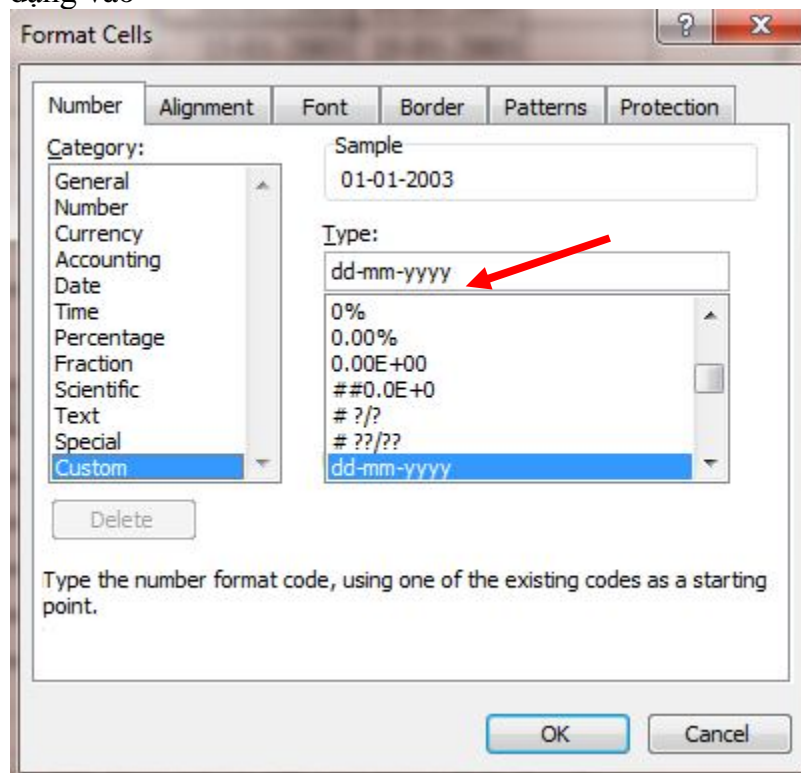 dạng vào
Format Cells
?
X
Number Alignment Font Border Patterns Protection
Category:
General
Number
Currency
Accounting
Date
Time
Percentage
Fraction
Scientific
Text
Special
Custom
Sample
01-01-2003
Type:
dd-mm-yyyy
0%
0.00%
0.00E+00
##0.0E+0
# ?/?
# ??/??
dd-mm-yyyy
Delete
Type the number format code, using one of the existing codes as a starting
point.
OK Cancel